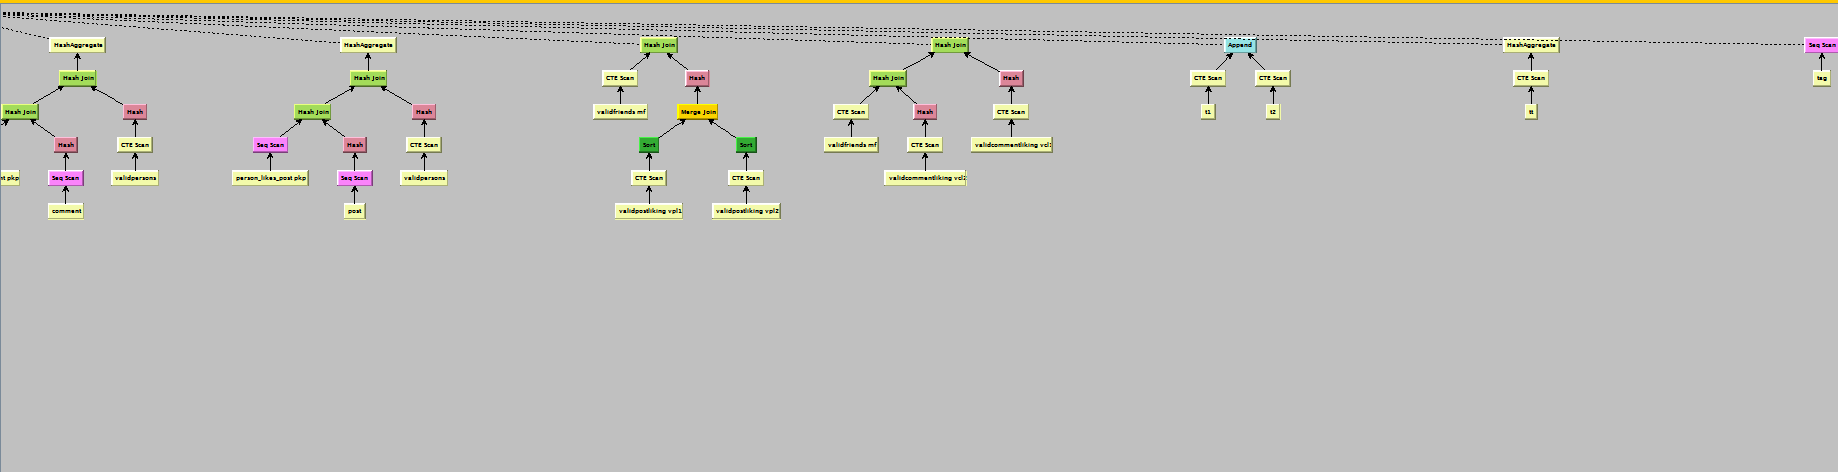 HashAggregate HashAggregate Hash Join Hash Join Append HashAggregate Seq Scan
Hash Join Hash Join CTE Scan Hash Hash Join Hash CTE Scan CTE Scan CTE Scan tag
Hash Join Hash Hash Join Hash validfriends mf Merge Join CTE Scan Hash CTE Scan t1 t2 tt
Hash CTE Scan Seq Scan Hash CTE Scan Sort Sort validfriends mf CTE Scan validcommentliking
pkp Seq Scan validpersons person_likes_post pkp Seq Scan validpersons CTE Scan CTE Scan validcommentliking
comment post validpostliking vpl1 validpostliking vpl2